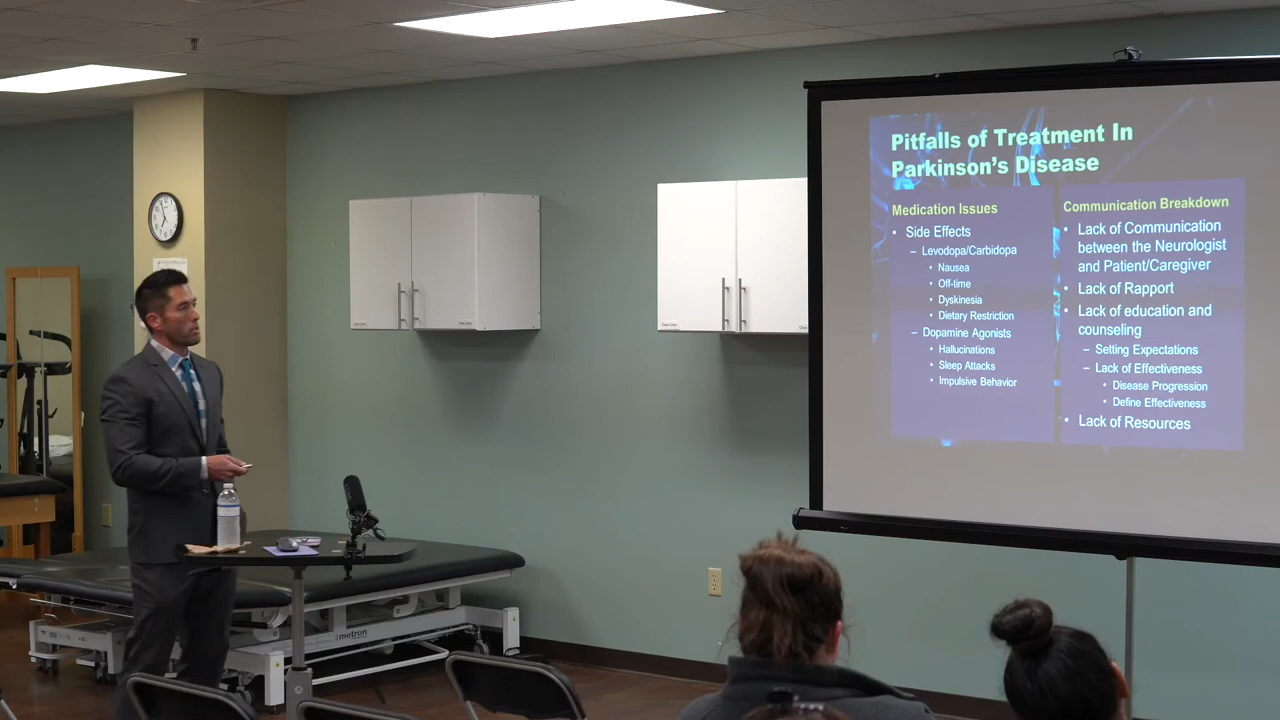 Pitfalls of Treatment In
Parkinson's Disease
Medication Issues
• Side Effects
– Levodopa/Carbidopa
• Nausea
• Off-time
• Dyskinesia
• Dietary Restriction
– Dopamine Agonists
• Hallucinations
• Sleep Attacks
• Impulsive Behavior
Communication Breakdown
• Lack of Communication
between the Neurologist
and Patient/Caregiver
• Lack of Rapport
• Lack of education and
counseling
– Setting Expectations
– Lack of Effectiveness
• Disease Progression
• Define Effectiveness
• Lack of Resources
metron